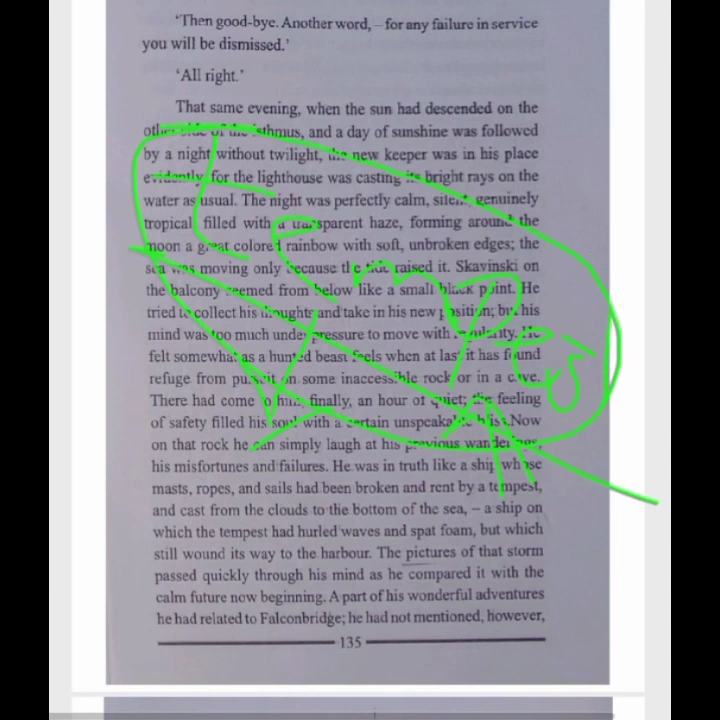 'Then good-bye. Another word, – for any failure in service
you will be dismissed.'
'All right.'
That same evening, when the sun had descended on the
other side of the isthmus, and a day of sunshine was followed
by a night without twilight, the new keeper was in his place
evidently, for the lighthouse was casting its bright rays on the
water as usual. The night was perfectly calm, silent, genuinely
tropical filled with a transparent haze, forming around the
moon a great colored rainbow with soft, unbroken edges; the
sea was moving only because the tide raised it. Skavinski on
the balcony seemed from below like a small black point. He
tried to collect his thoughts and take in his new position; but his
mind was too much under pressure to move with regularity. He
felt somewhat as a hunted beast feels when at last it has found
refuge from pursuit on some inaccessible rock or in a cave.
There had come to him, finally, an hour of quiet; the feeling
of safety filled his soul with a certain unspeakable bliss. Now
on that rock he can simply laugh at his previous wanderings,
his misfortunes and failures. He was in truth like a ship whose
masts, ropes, and sails had been broken and rent by a tempest,
and cast from the clouds to the bottom of the sea, – a ship on
which the tempest had hurled waves and spat foam, but which
still wound its way to the harbour. The pictures of that storm
passed quickly through his mind as he compared it with the
calm future now beginning. A part of his wonderful adventures
he had related to Falconbridge; he had not mentioned, however,
135